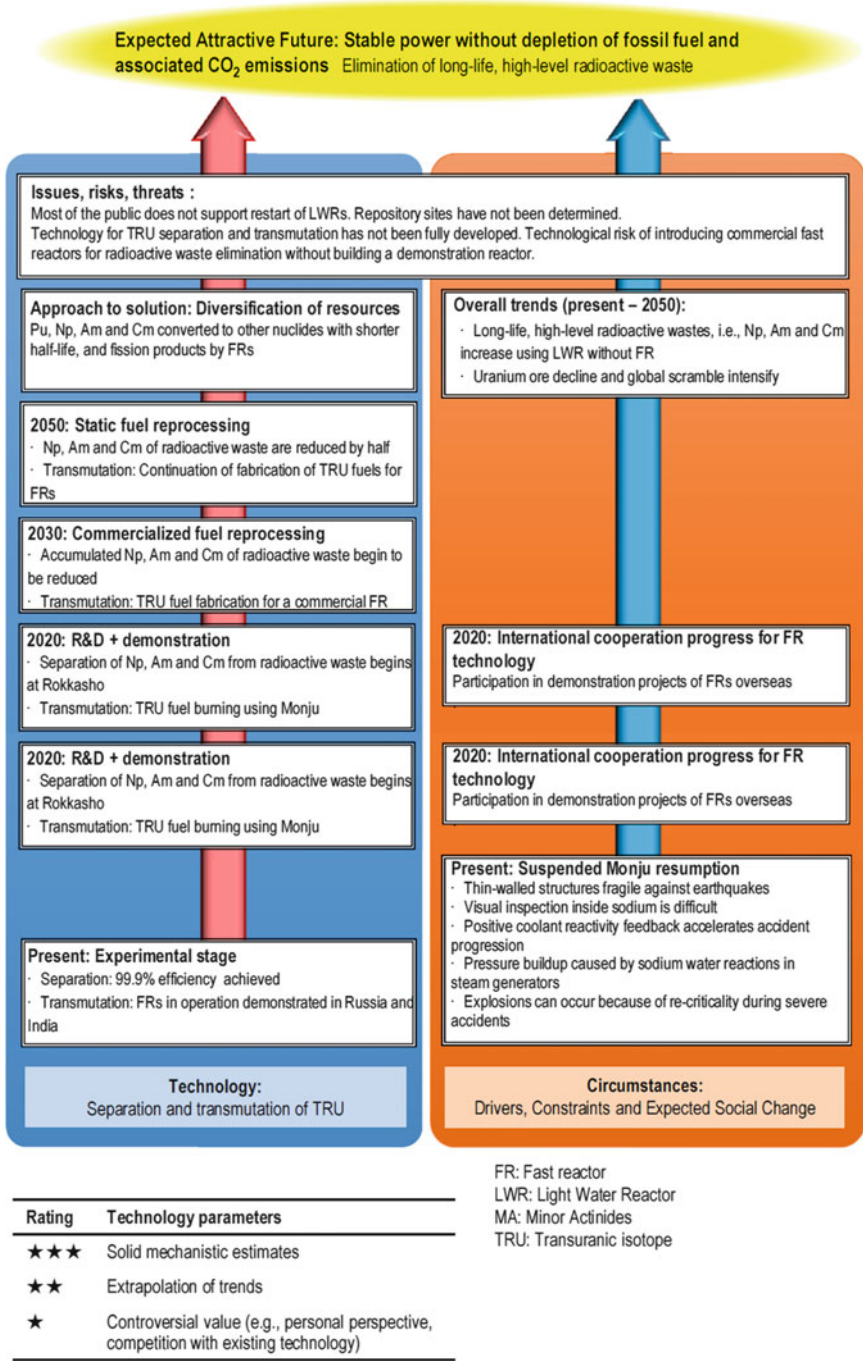 Expected Attractive Future: Stable power without depletion of fossil fuel and
associated CO2 emissions Elimination of long-life, high-level radioactive waste
Issues, risks, threats :
Most of the public does not support restart of LWRs. Repository sites have not been determined.
Technology for TRU separation and transmutation has not been fully developed. Technological risk of introducing commercial fast
reactors for radioactive waste elimination without building a demonstration reactor.
Approach to solution: Diversification of resources
Pu, Np, Am and Cm converted to other nuclides with shorter
half-life, and fission products by FRs
2050: Static fuel reprocessing
· Np, Am and Cm of radioactive waste are reduced by half
· Transmutation: Continuation of fabrication of TRU fuels for
FRs
2030: Commercialized fuel reprocessing
· Accumulated Np, Am and Cm of radioactive waste begin to
be reduced
· Transmutation: TRU fuel fabrication for a commercial FR
2020: R&D + demonstration
· Separation of Np, Am and Cm from radioactive waste begins
at Rokkasho
· Transmutation: TRU fuel burning using Monju
2020: R&D + demonstration
· Separation of Np, Am and Cm from radioactive waste begins
at Rokkasho
· Transmutation: TRU fuel burning using Monju
Present: Experimental stage
· Separation: 99.9% efficiency achieved
· Transmutation: FRs in operation demonstrated in Russia and
India
Technology:
Separation and transmutation of TRU
Overall trends (present – 2050):
· Long-life, high-level radioactive wastes, i.e., Np, Am and Cm
increase using LWR without FR
· Uranium ore decline and global scramble intensify
2020: International cooperation progress for FR
technology
Participation in demonstration projects of FRs overseas
2020: International cooperation progress for FR
technology
Participation in demonstration projects of FRs overseas
Present: Suspended Monju resumption
· Thin-walled structures fragile against earthquakes
· Visual inspection inside sodium is difficult
· Positive coolant reactivity feedback accelerates accident
progression
· Pressure buildup caused by sodium water reactions in
steam generators
· Explosions can occur because of re-criticality during severe
accidents
Circumstances:
Drivers, Constraints and Expected Social Change
FR: Fast reactor
LWR: Light Water Reactor
MA: Minor Actinides
TRU: Transuranic isotope
Rating Technology parameters
★★★ Solid mechanistic estimates
★★ Extrapolation of trends
★ Controversial value (e.g., personal perspective,
competition with existing technology)